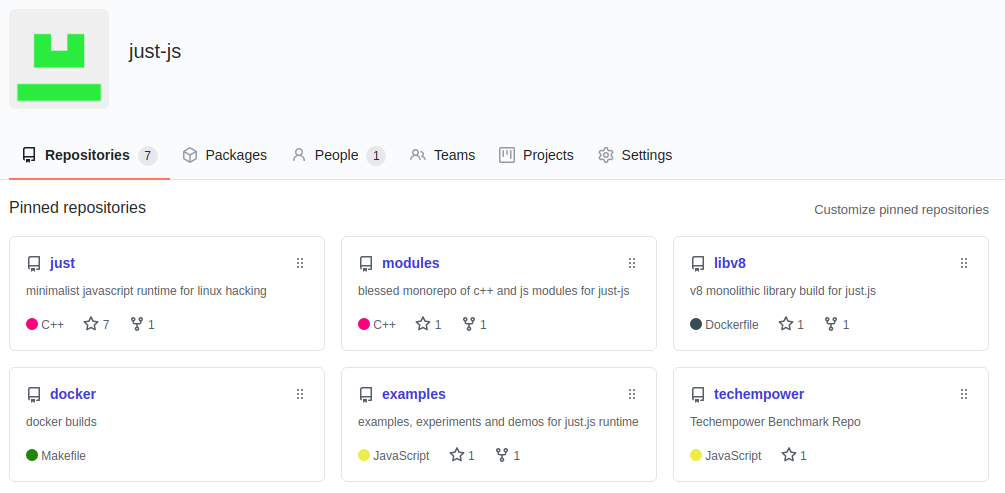 just-js
Repositories 7 Packages People 1 Teams Projects Settings
Pinned repositories
Customize pinned repositories
just
minimalist javascript runtime for linux hacking
C++ 7 1
modules
blessed monorepo of c++ and js modules for just-js
C++ 1 1
libv8
v8 monolithic library build for just.js
Dockerfile 1 1
docker
docker builds
Makefile
examples
examples, experiments and demos for just.js runtime
JavaScript 1 1
techempower
Techempower Benchmark Repo
JavaScript 1